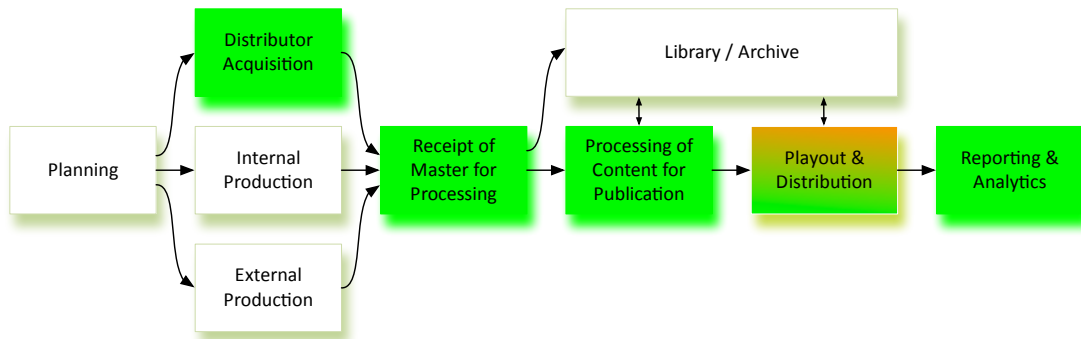 Planning
Distributor
Acquisition
Internal
Production
External
Production
Receipt of
Master for
Processing
Library / Archive
Processing of
Content for
Publication
Playout &
Distribution
Reporting &
Analytics